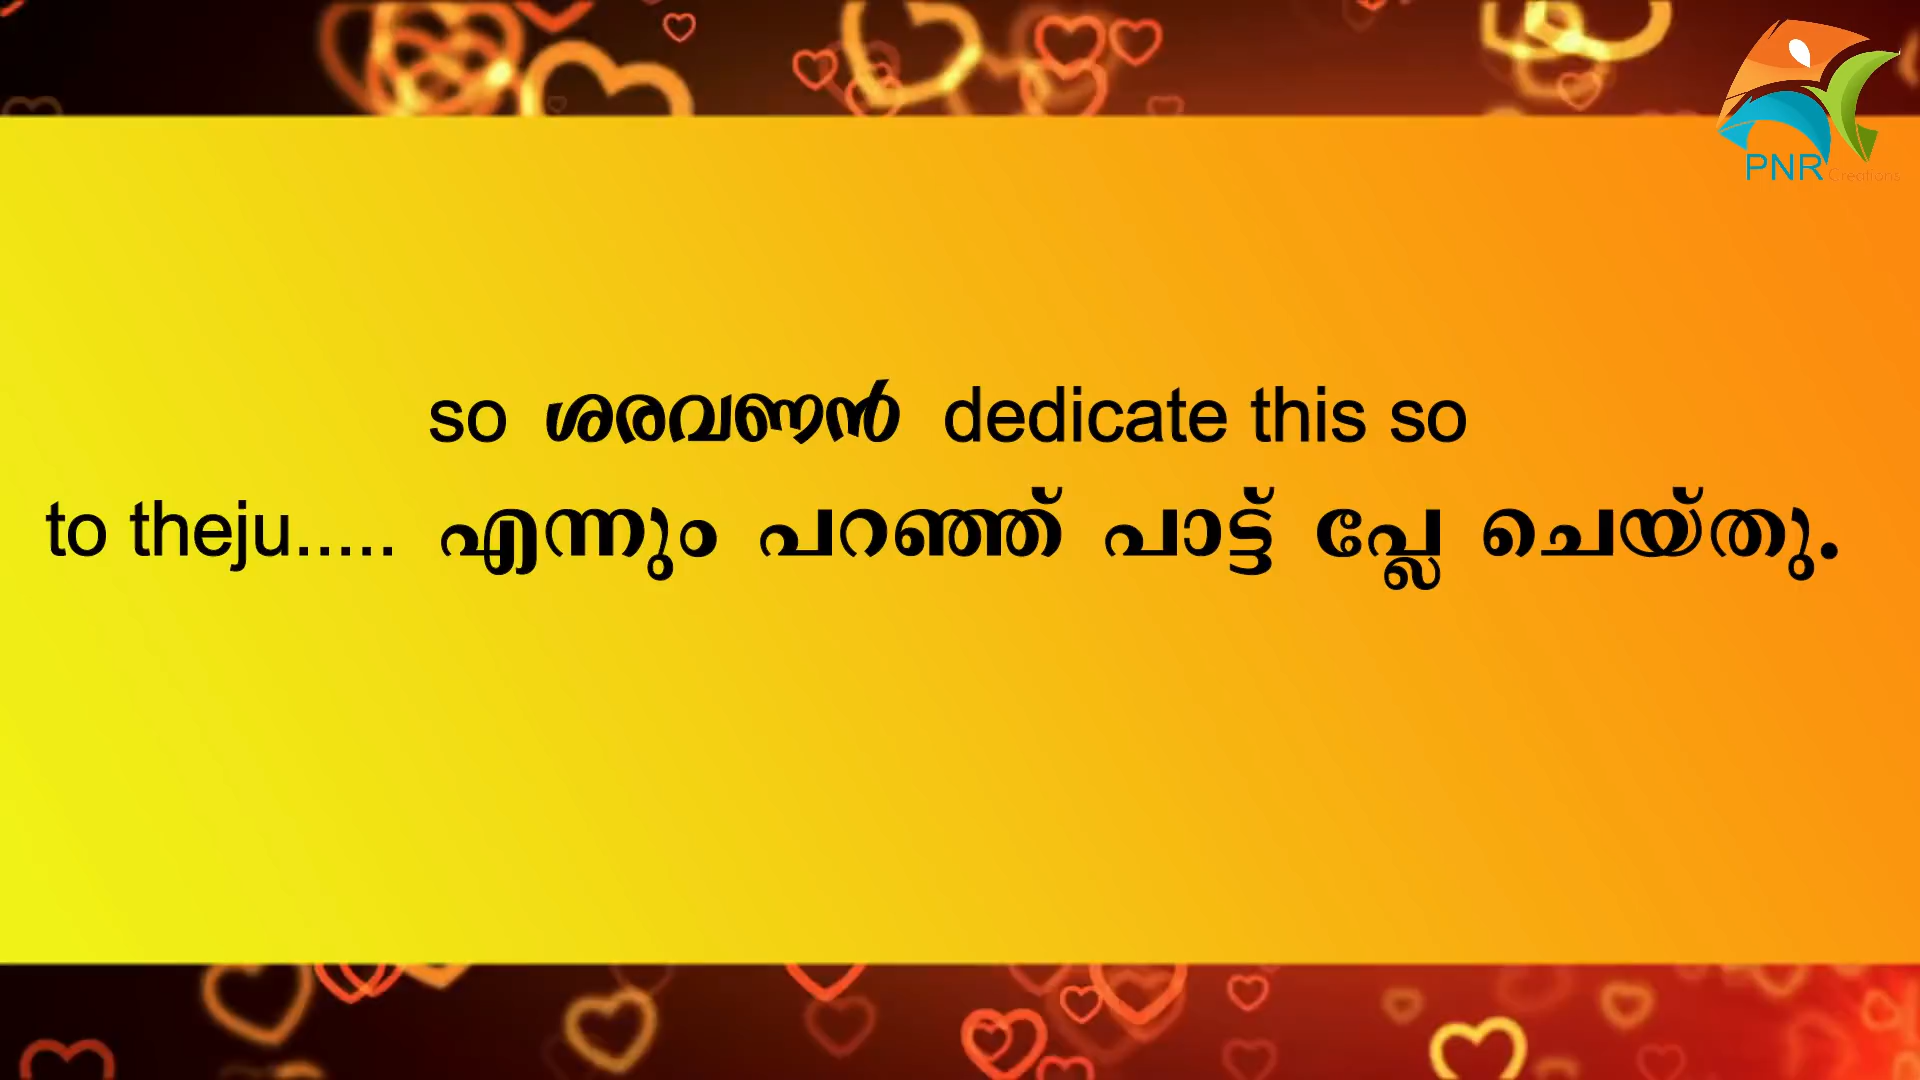 PNR Creations
so ശരവണൻ dedicate this so
to theju..... എന്നും പറഞ്ഞ് പാട്ട് പ്ലേ ചെയ്തു.